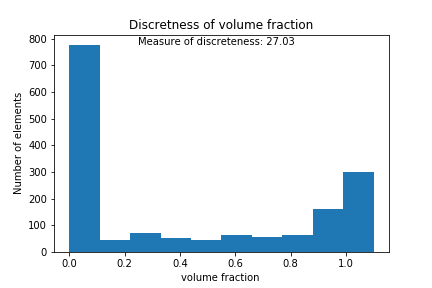 Discretness of volume fraction
Measure of discreteness: 27.03
800
700
600
500
400
300
200
100
0
Number of elements
0.0 0.2 0.4 0.6 0.8 1.0
volume fraction